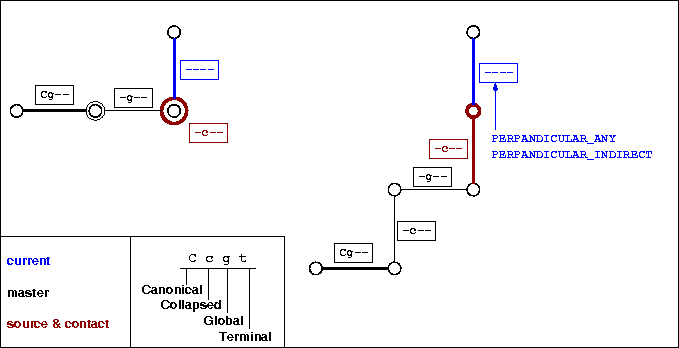 ----
Cg--
-g--
-c--
----
PERPANDICULAR_ANY
PERPANDICULAR_INDIRECT
-c--
-g--
-c--
Cg--
current
master
source & contact
C c g t
Canonical
Collapsed
Global
Terminal